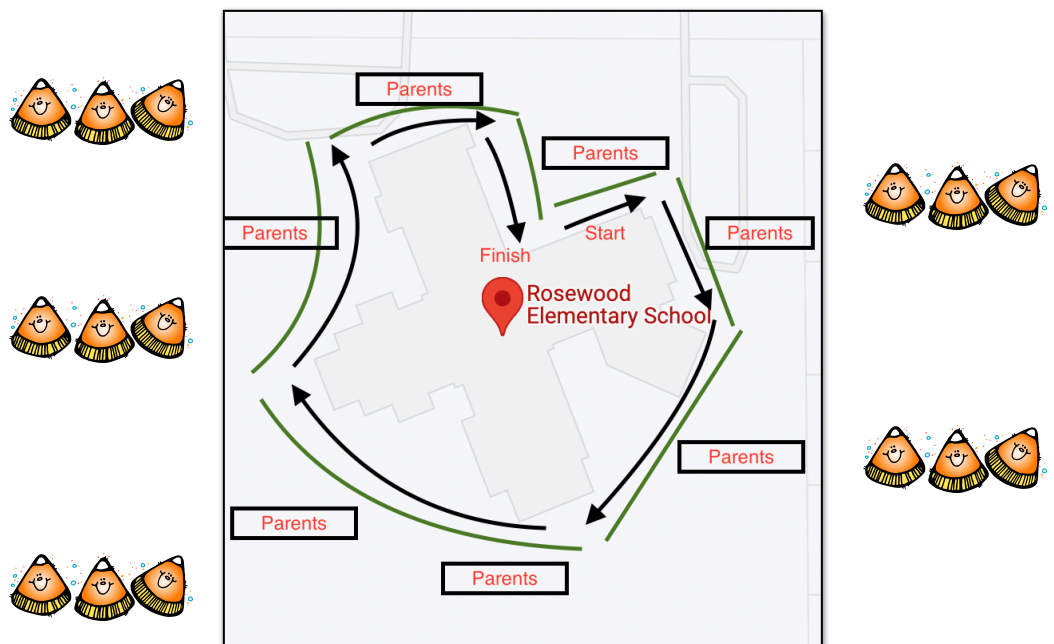 Parents
Parents
Parents
Parents
Start
Finish
Rosewood
Elementary School
Parents
Parents
Parents